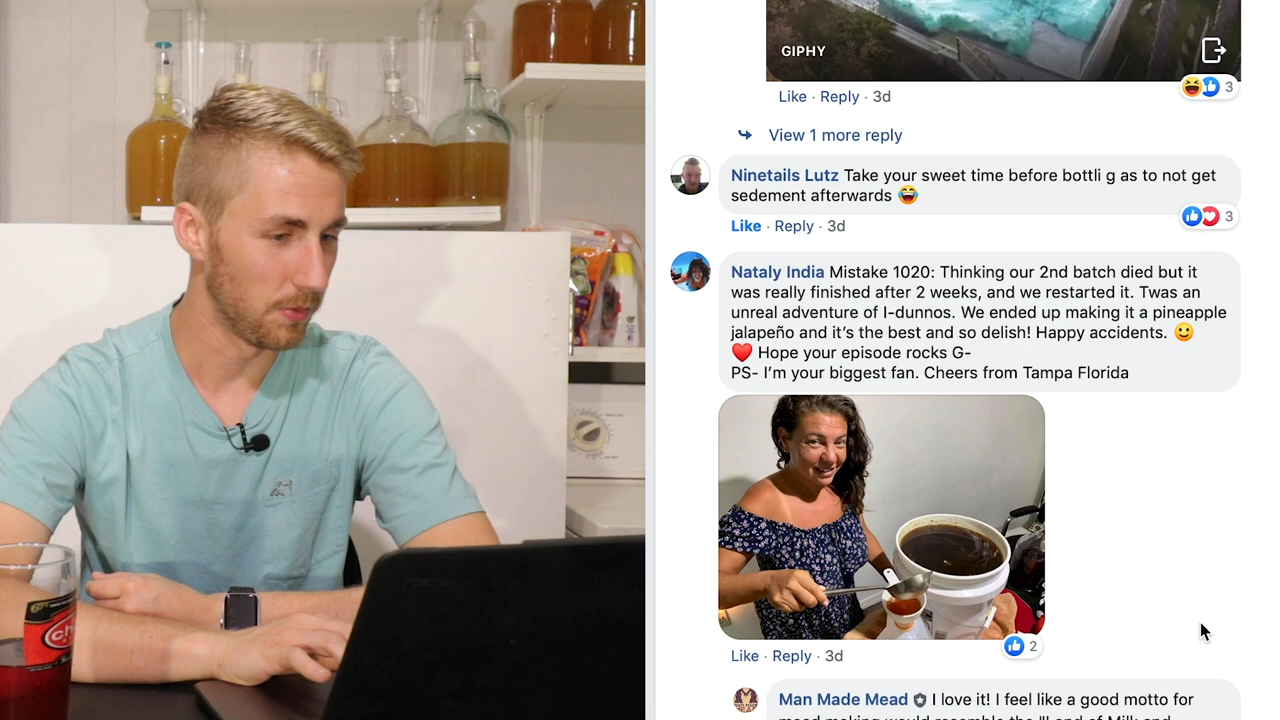 GIPHY
3
Like · Reply · 3d
View 1 more reply
Ninetails Lutz Take your sweet time before bottli g as to not get
sedement afterwards 😂
3
Like · Reply · 3d
Nataly India Mistake 1020: Thinking our 2nd batch died but it
was really finished after 2 weeks, and we restarted it. Twas an
unreal adventure of I-dunnos. We ended up making it a pineapple
jalapeño and it's the best and so delish! Happy accidents. 🙂
❤️ Hope your episode rocks G-
PS- I'm your biggest fan. Cheers from Tampa Florida
2
Like · Reply · 3d
Man Made Mead I love it! I feel like a good motto for